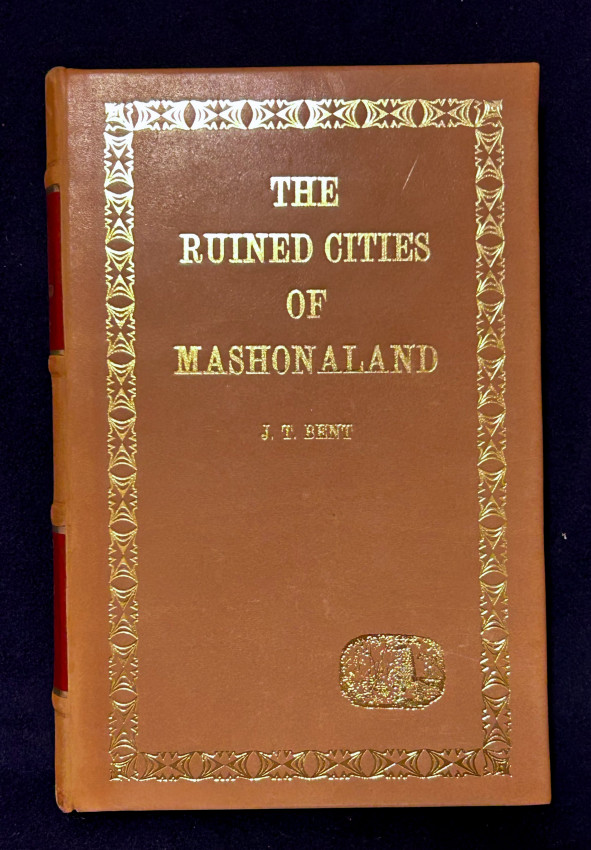 THE
RUINED CITIES
OF
MASHONALAND
J. T. BENT